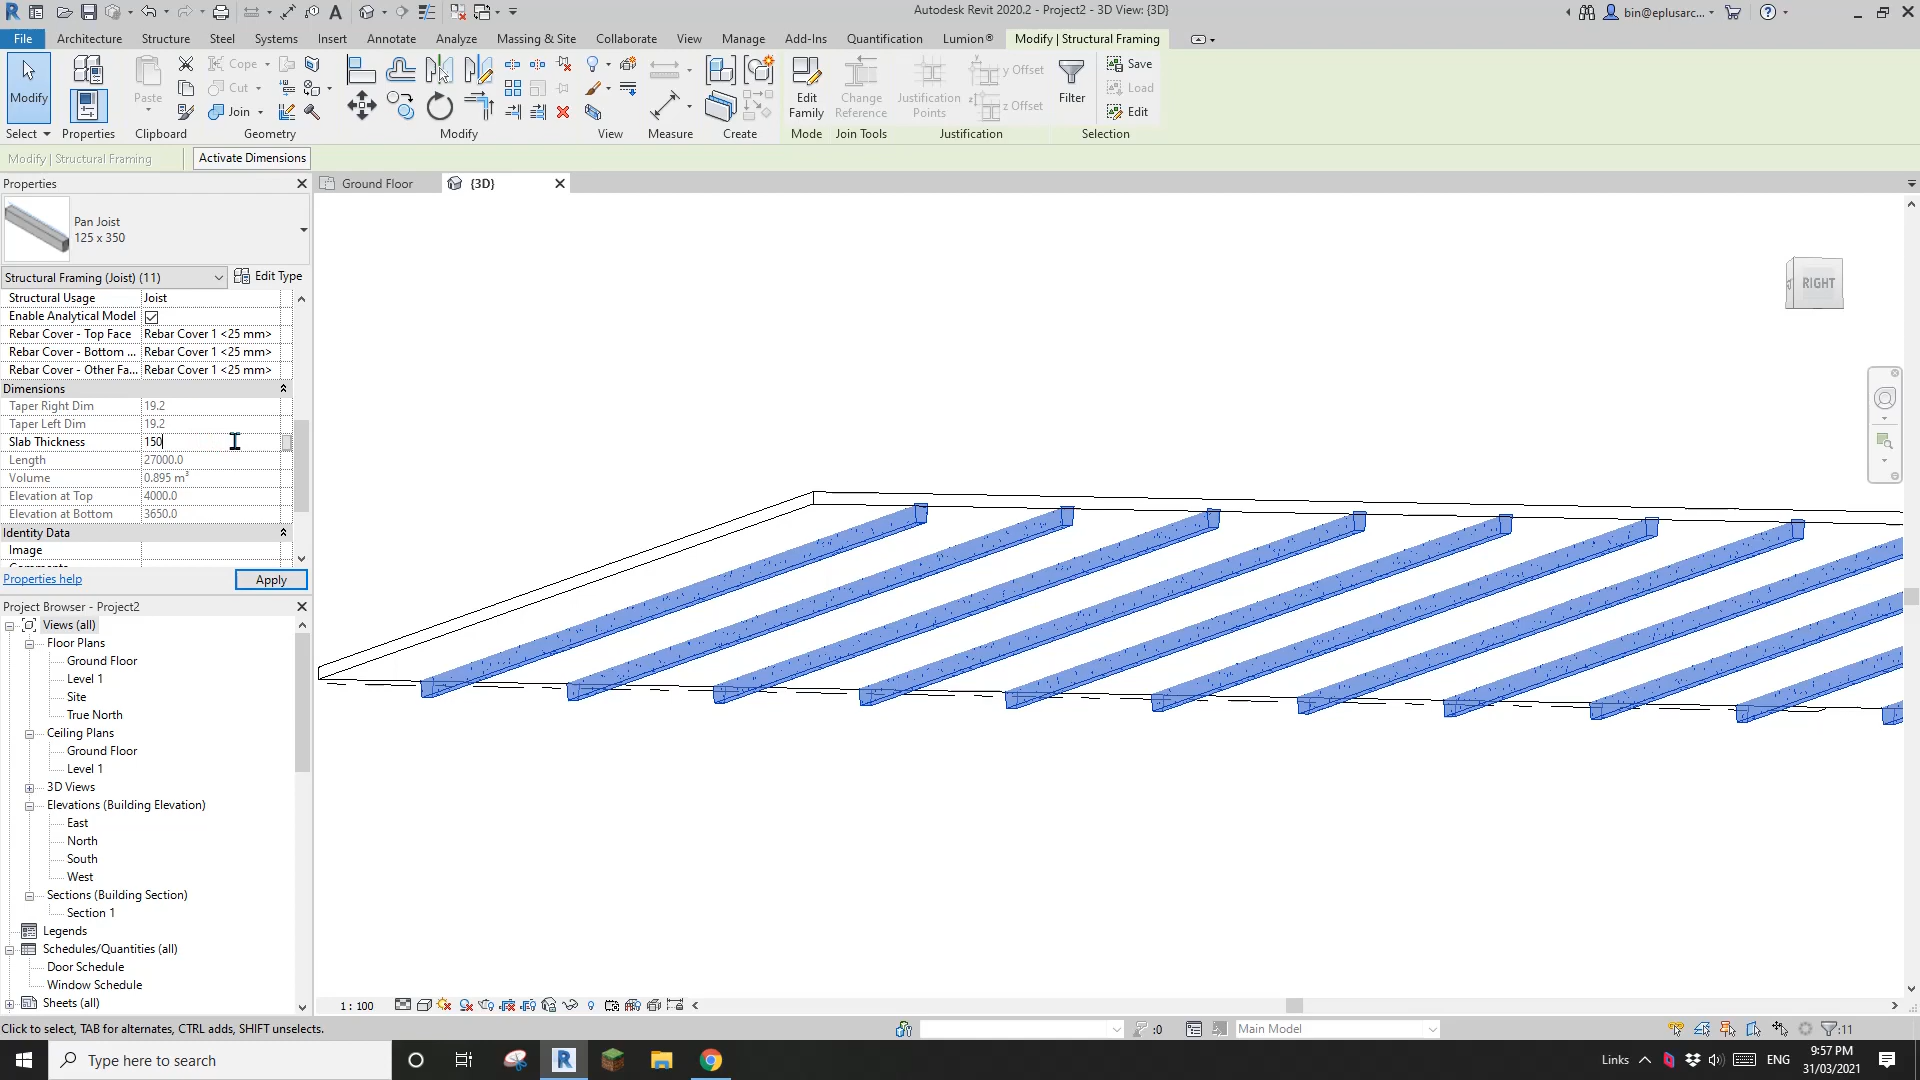 Autodesk Revit 2020.2 - Project2 - 3D View: {3D}
bin@eplusarc...
File Architecture Structure Steel Systems Insert Annotate Analyze Massing & Site Collaborate View Manage Add-Ins Quantification Lumion® Modify | Structural Framing
Modify
Paste
Cope
Cut
Join
Edit Family
Change Reference
Justification Points
y Offset
z Offset
Filter
Save
Load
Edit
Select Properties Clipboard Geometry Modify View Measure Create Mode Join Tools Justification Selection
Modify | Structural Framing
Activate Dimensions
Properties
Ground Floor
{3D}
Pan Joist
125 x 350
Structural Framing (Joist) (11)
Edit Type
Structural Usage Joist
Enable Analytical Model
Rebar Cover - Top Face Rebar Cover 1 <25 mm>
Rebar Cover - Bottom ... Rebar Cover 1 <25 mm>
Rebar Cover - Other Fa... Rebar Cover 1 <25 mm>
Dimensions
Taper Right Dim 19.2
Taper Left Dim 19.2
Slab Thickness 150
Length 27000.0
Volume 0.895 m³
Elevation at Top 4000.0
Elevation at Bottom 3650.0
Identity Data
Image
Properties help
Apply
RIGHT
Project Browser - Project2
Views (all)
Floor Plans
Ground Floor
Level 1
Site
True North
Ceiling Plans
Ground Floor
Level 1
3D Views
Elevations (Building Elevation)
East
North
South
West
Sections (Building Section)
Section 1
Legends
Schedules/Quantities (all)
Door Schedule
Window Schedule
Sheets (all)
1 : 100
Click to select, TAB for alternates, CTRL adds, SHIFT unselects.
:0
Main Model
:11
Type here to search
Links
ENG
9:57 PM
31/03/2021